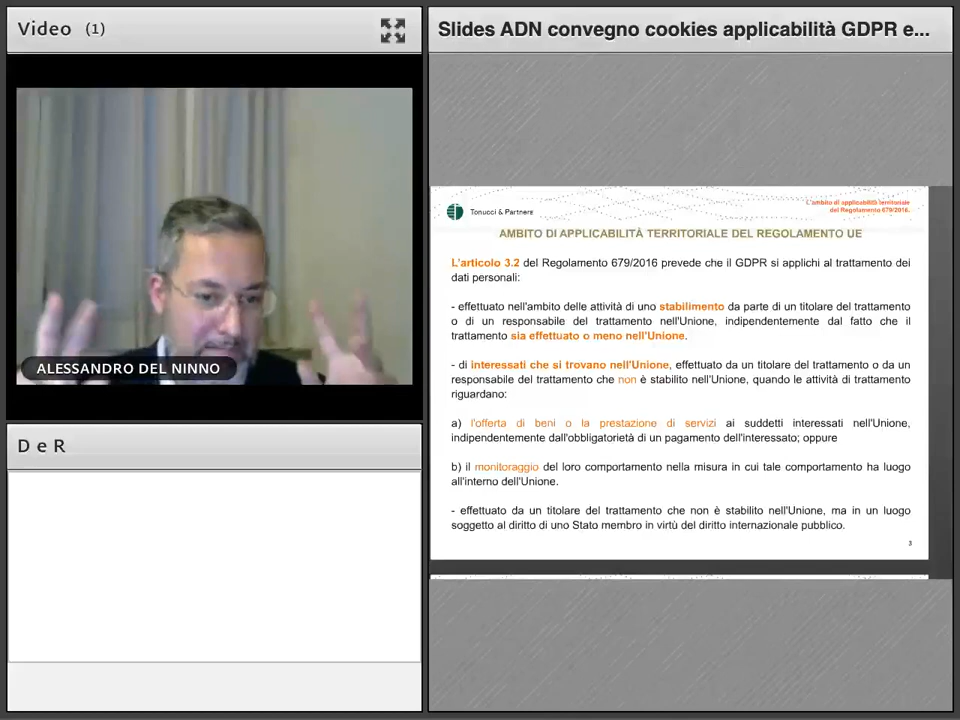 Video (1)
ALESSANDRO DEL NINNO
D e R
Slides ADN convegno cookies applicabilità GDPR e...
Tonucci & Partners
L'ambito di applicabilità territoriale
del Regolamento 679/2016.
AMBITO DI APPLICABILITÀ TERRITORIALE DEL REGOLAMENTO UE
L'articolo 3.2 del Regolamento 679/2016 prevede che il GDPR si applichi al trattamento dei
dati personali:
- effettuato nell'ambito delle attività di uno stabilimento da parte di un titolare del trattamento
o di un responsabile del trattamento nell'Unione, indipendentemente dal fatto che il
trattamento sia effettuato o meno nell'Unione.
- di interessati che si trovano nell'Unione, effettuato da un titolare del trattamento o da un
responsabile del trattamento che non è stabilito nell'Unione, quando le attività di trattamento
riguardano:
a) l'offerta di beni o la prestazione di servizi ai suddetti interessati nell'Unione,
indipendentemente dall'obbligatorietà di un pagamento dell'interessato; oppure
b) il monitoraggio del loro comportamento nella misura in cui tale comportamento ha luogo
all'interno dell'Unione.
- effettuato da un titolare del trattamento che non è stabilito nell'Unione, ma in un luogo
soggetto al diritto di uno Stato membro in virtù del diritto internazionale pubblico.
3